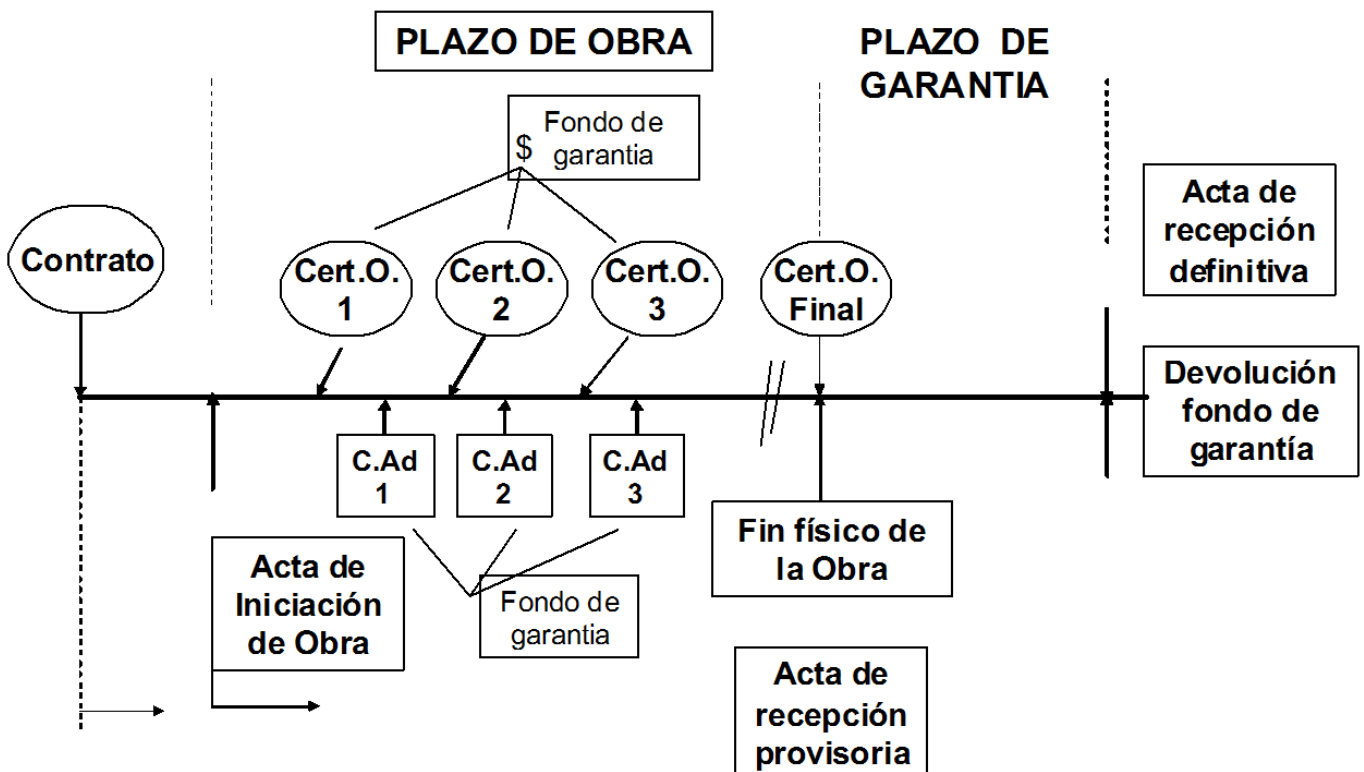 PLAZO DE OBRA
PLAZO DE
GARANTIA
$
Fondo de
garantia
Contrato
Cert.O.
1
Cert.O.
2
Cert.O.
3
Cert.O.
Final
Acta de
recepción
definitiva
Devolución
fondo de
garantía
C.Ad
1
C.Ad
2
C.Ad
3
Acta de
Iniciación
de Obra
Fondo de
garantia
Fin físico de
la Obra
Acta de
recepción
provisoria